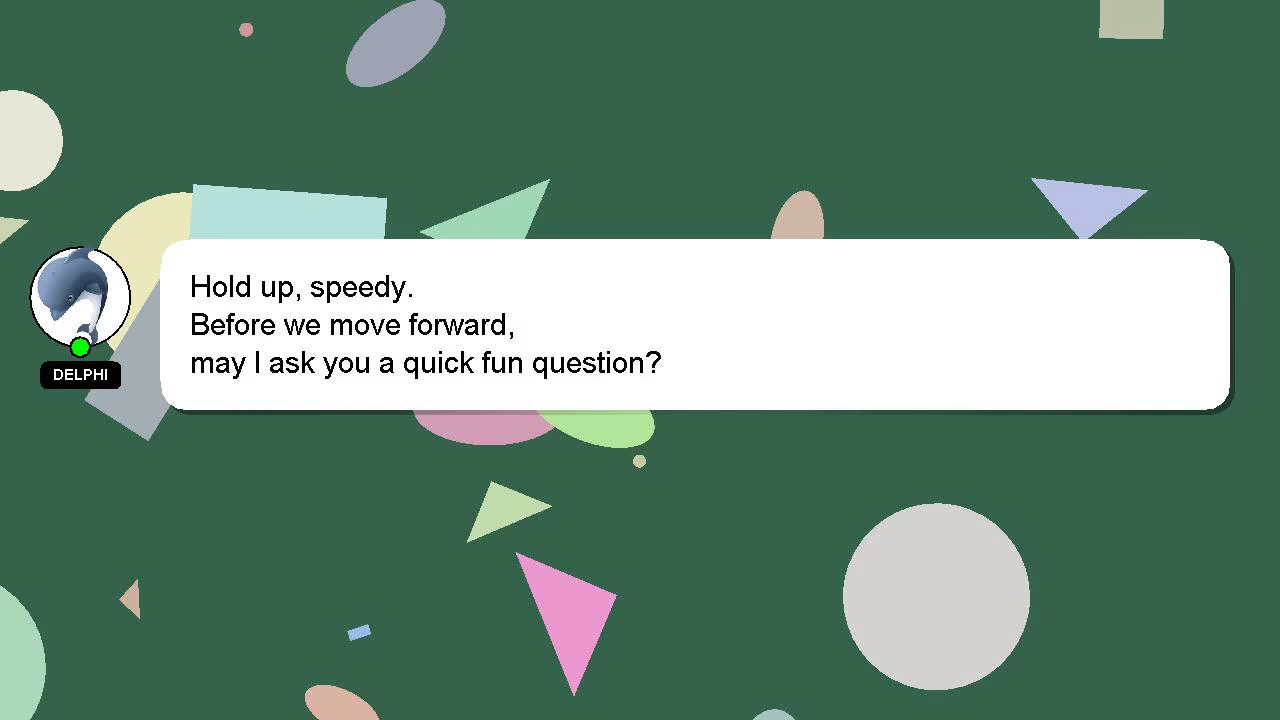 Hold up, speedy.
Before we move forward,
may I ask you a quick fun question?
DELPHI